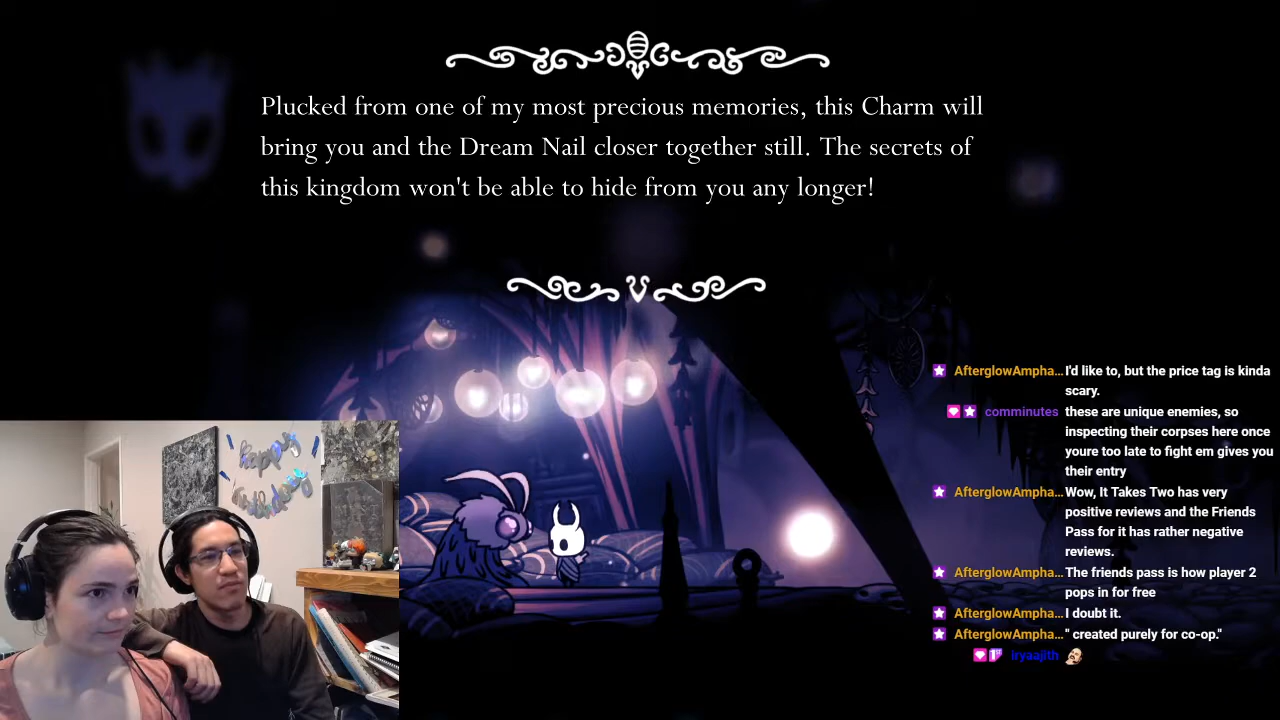 Plucked from one of my most precious memories, this Charm will
bring you and the Dream Nail closer together still. The secrets of
this kingdom won't be able to hide from you any longer!
AfterglowAmpha... I'd like to, but the price tag is kinda
scary.
comminutes these are unique enemies, so
inspecting their corpses here once
youre too late to fight em gives you
their entry
AfterglowAmpha... Wow, It Takes Two has very
positive reviews and the Friends
Pass for it has rather negative
reviews.
AfterglowAmpha... The friends pass is how player 2
pops in for free
AfterglowAmpha... I doubt it.
AfterglowAmpha... " created purely for co-op."
iryaajith